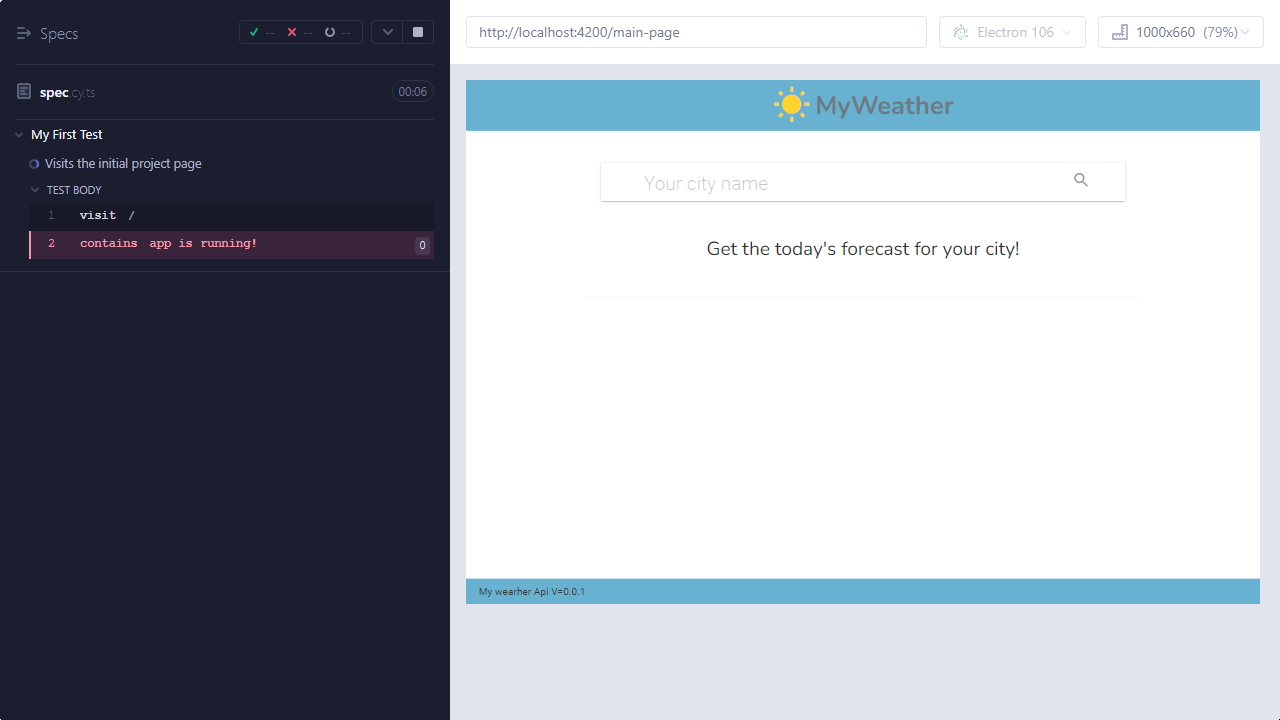 Specs
-- -- --
spec.cy.ts
00:06
My First Test
Visits the initial project page
TEST BODY
1 visit /
2 contains app is running! 0
http://localhost:4200/main-page
Electron 106
1000x660 (79%)
MyWeather
Your city name
Get the today's forecast for your city!
My wearher Api V=0.0.1